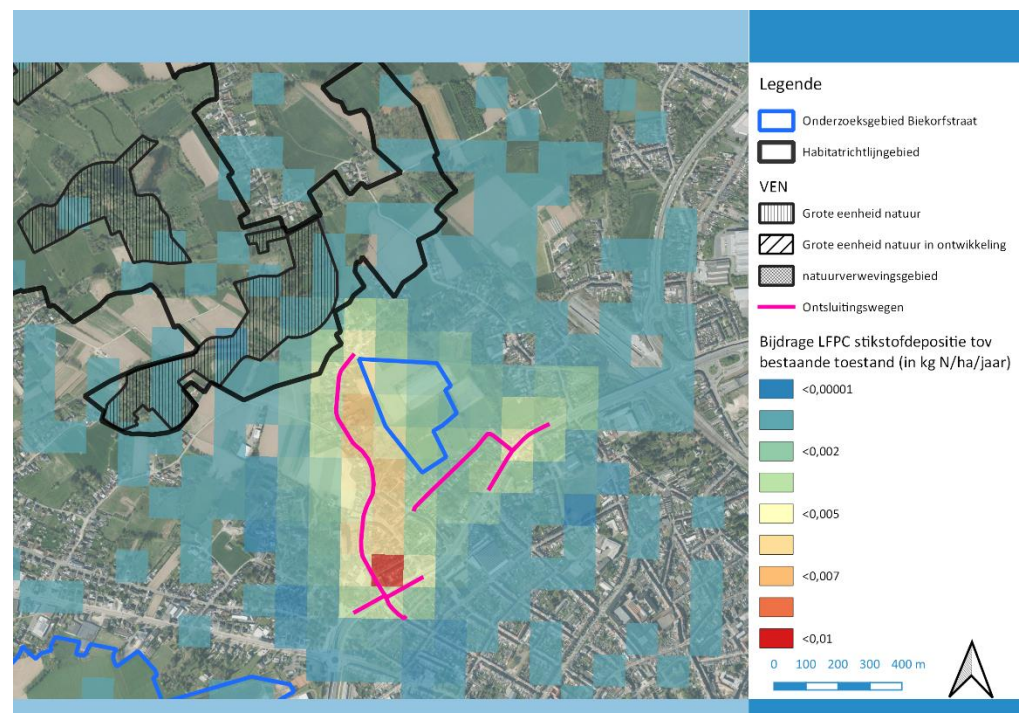 Legende
Onderzoeksgebied Biekorfstraat
Habitatrichtlijngebied
VEN
Grote eenheid natuur
Grote eenheid natuur in ontwikkeling
natuurverwevingsgebied
Ontsluitingswegen
Bijdrage LFPC stikstofdepositie tov
bestaande toestand (in kg N/ha/jaar)
<0,00001
<0,002
<0,005
<0,007
<0,01
0 100 200 300 400 m